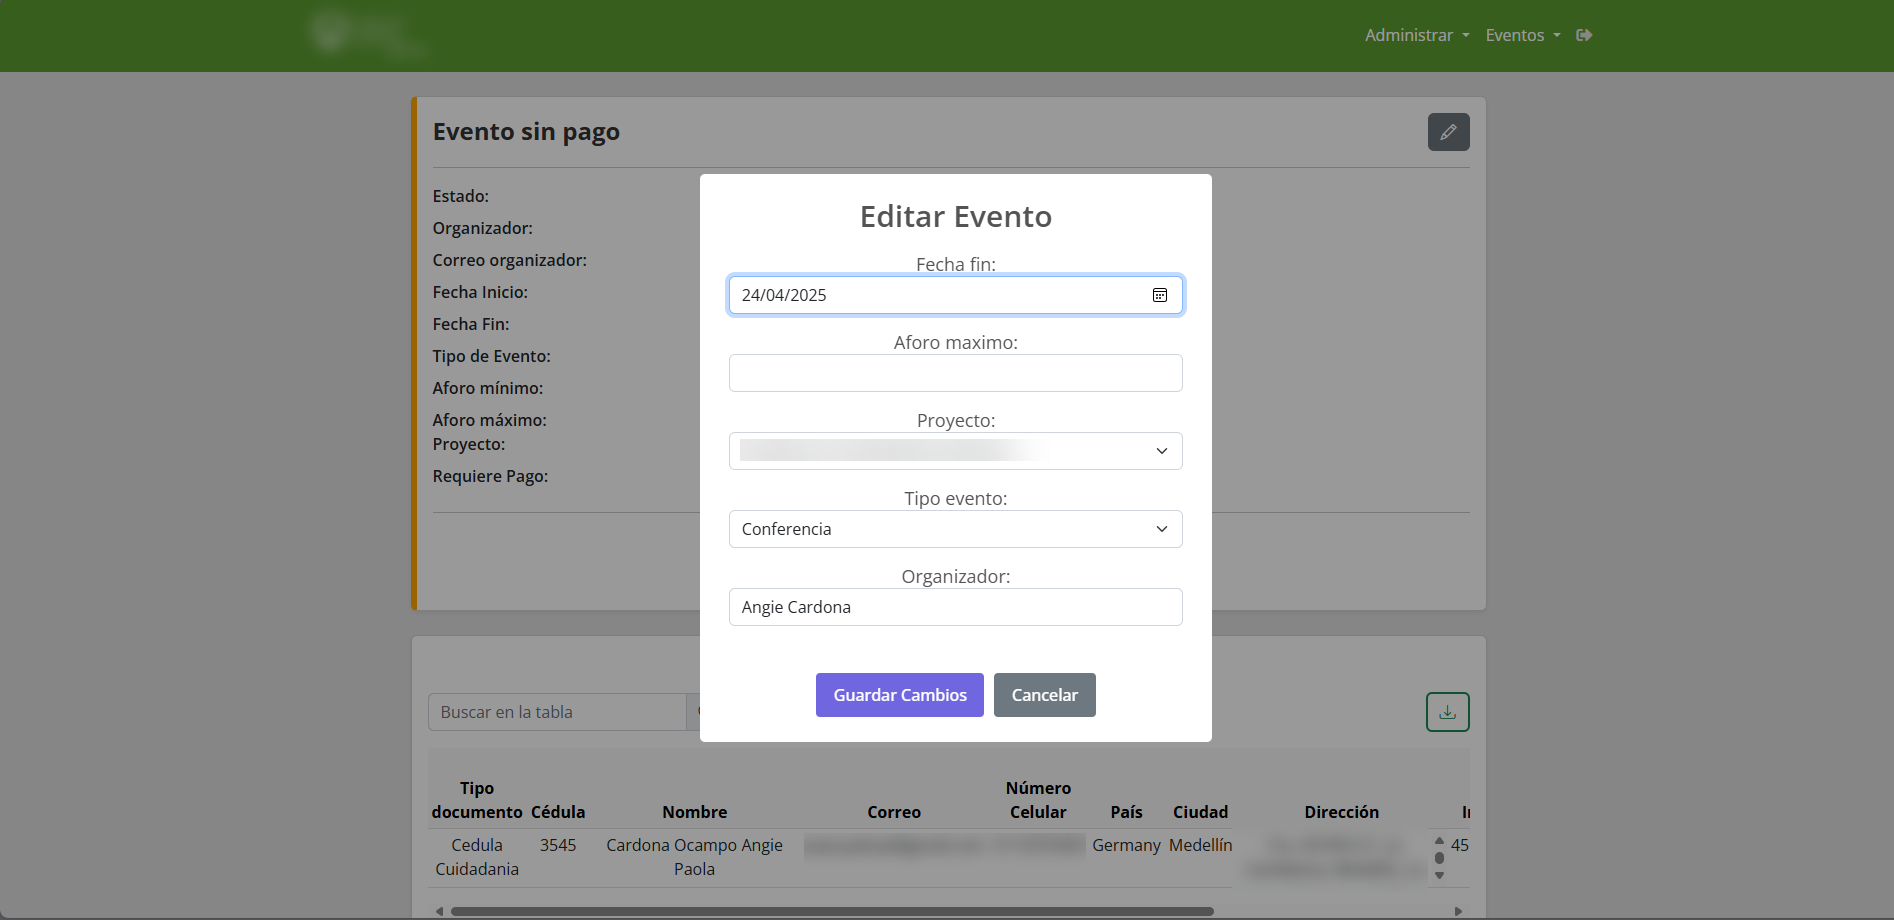 Administrar Eventos
Evento sin pago
Estado:
Organizador:
Correo organizador:
Fecha Inicio:
Fecha Fin:
Tipo de Evento:
Aforo mínimo:
Aforo máximo:
Proyecto:
Requiere Pago:
Editar Evento
Fecha fin:
24/04/2025
Aforo maximo:
Proyecto:
Tipo evento:
Conferencia
Organizador:
Angie Cardona
Guardar Cambios Cancelar
Buscar en la tabla
Tipo Número
documento Cédula Nombre Correo Celular País Ciudad Dirección
Cedula 3545 Cardona Ocampo Angie Germany Medellín 45
Cuidadania Paola